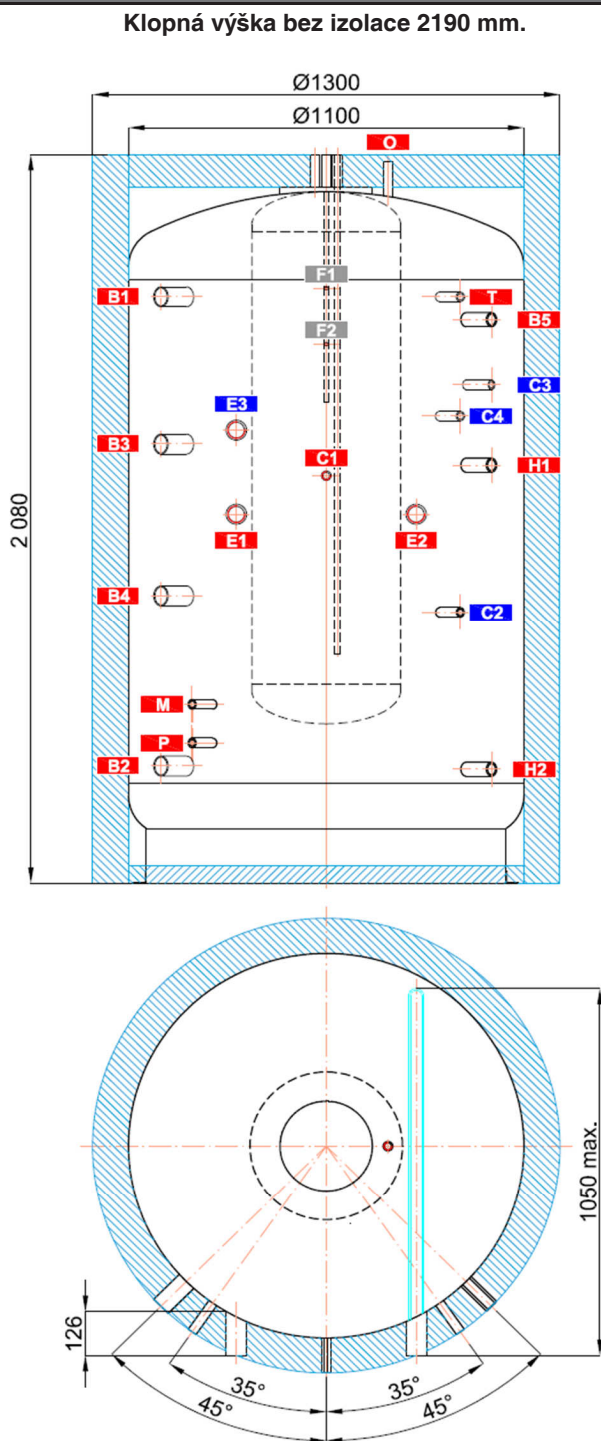 Klopná výška bez izolace 2190 mm.
Ø1300
Ø1100
O
F1
B1
T
B5
F2
C3
E3
C4
B3
C1
H1
2 080
E1
E2
B4
C2
M
P
B2
H2
1050 max.
126
35°
35°
45°
45°